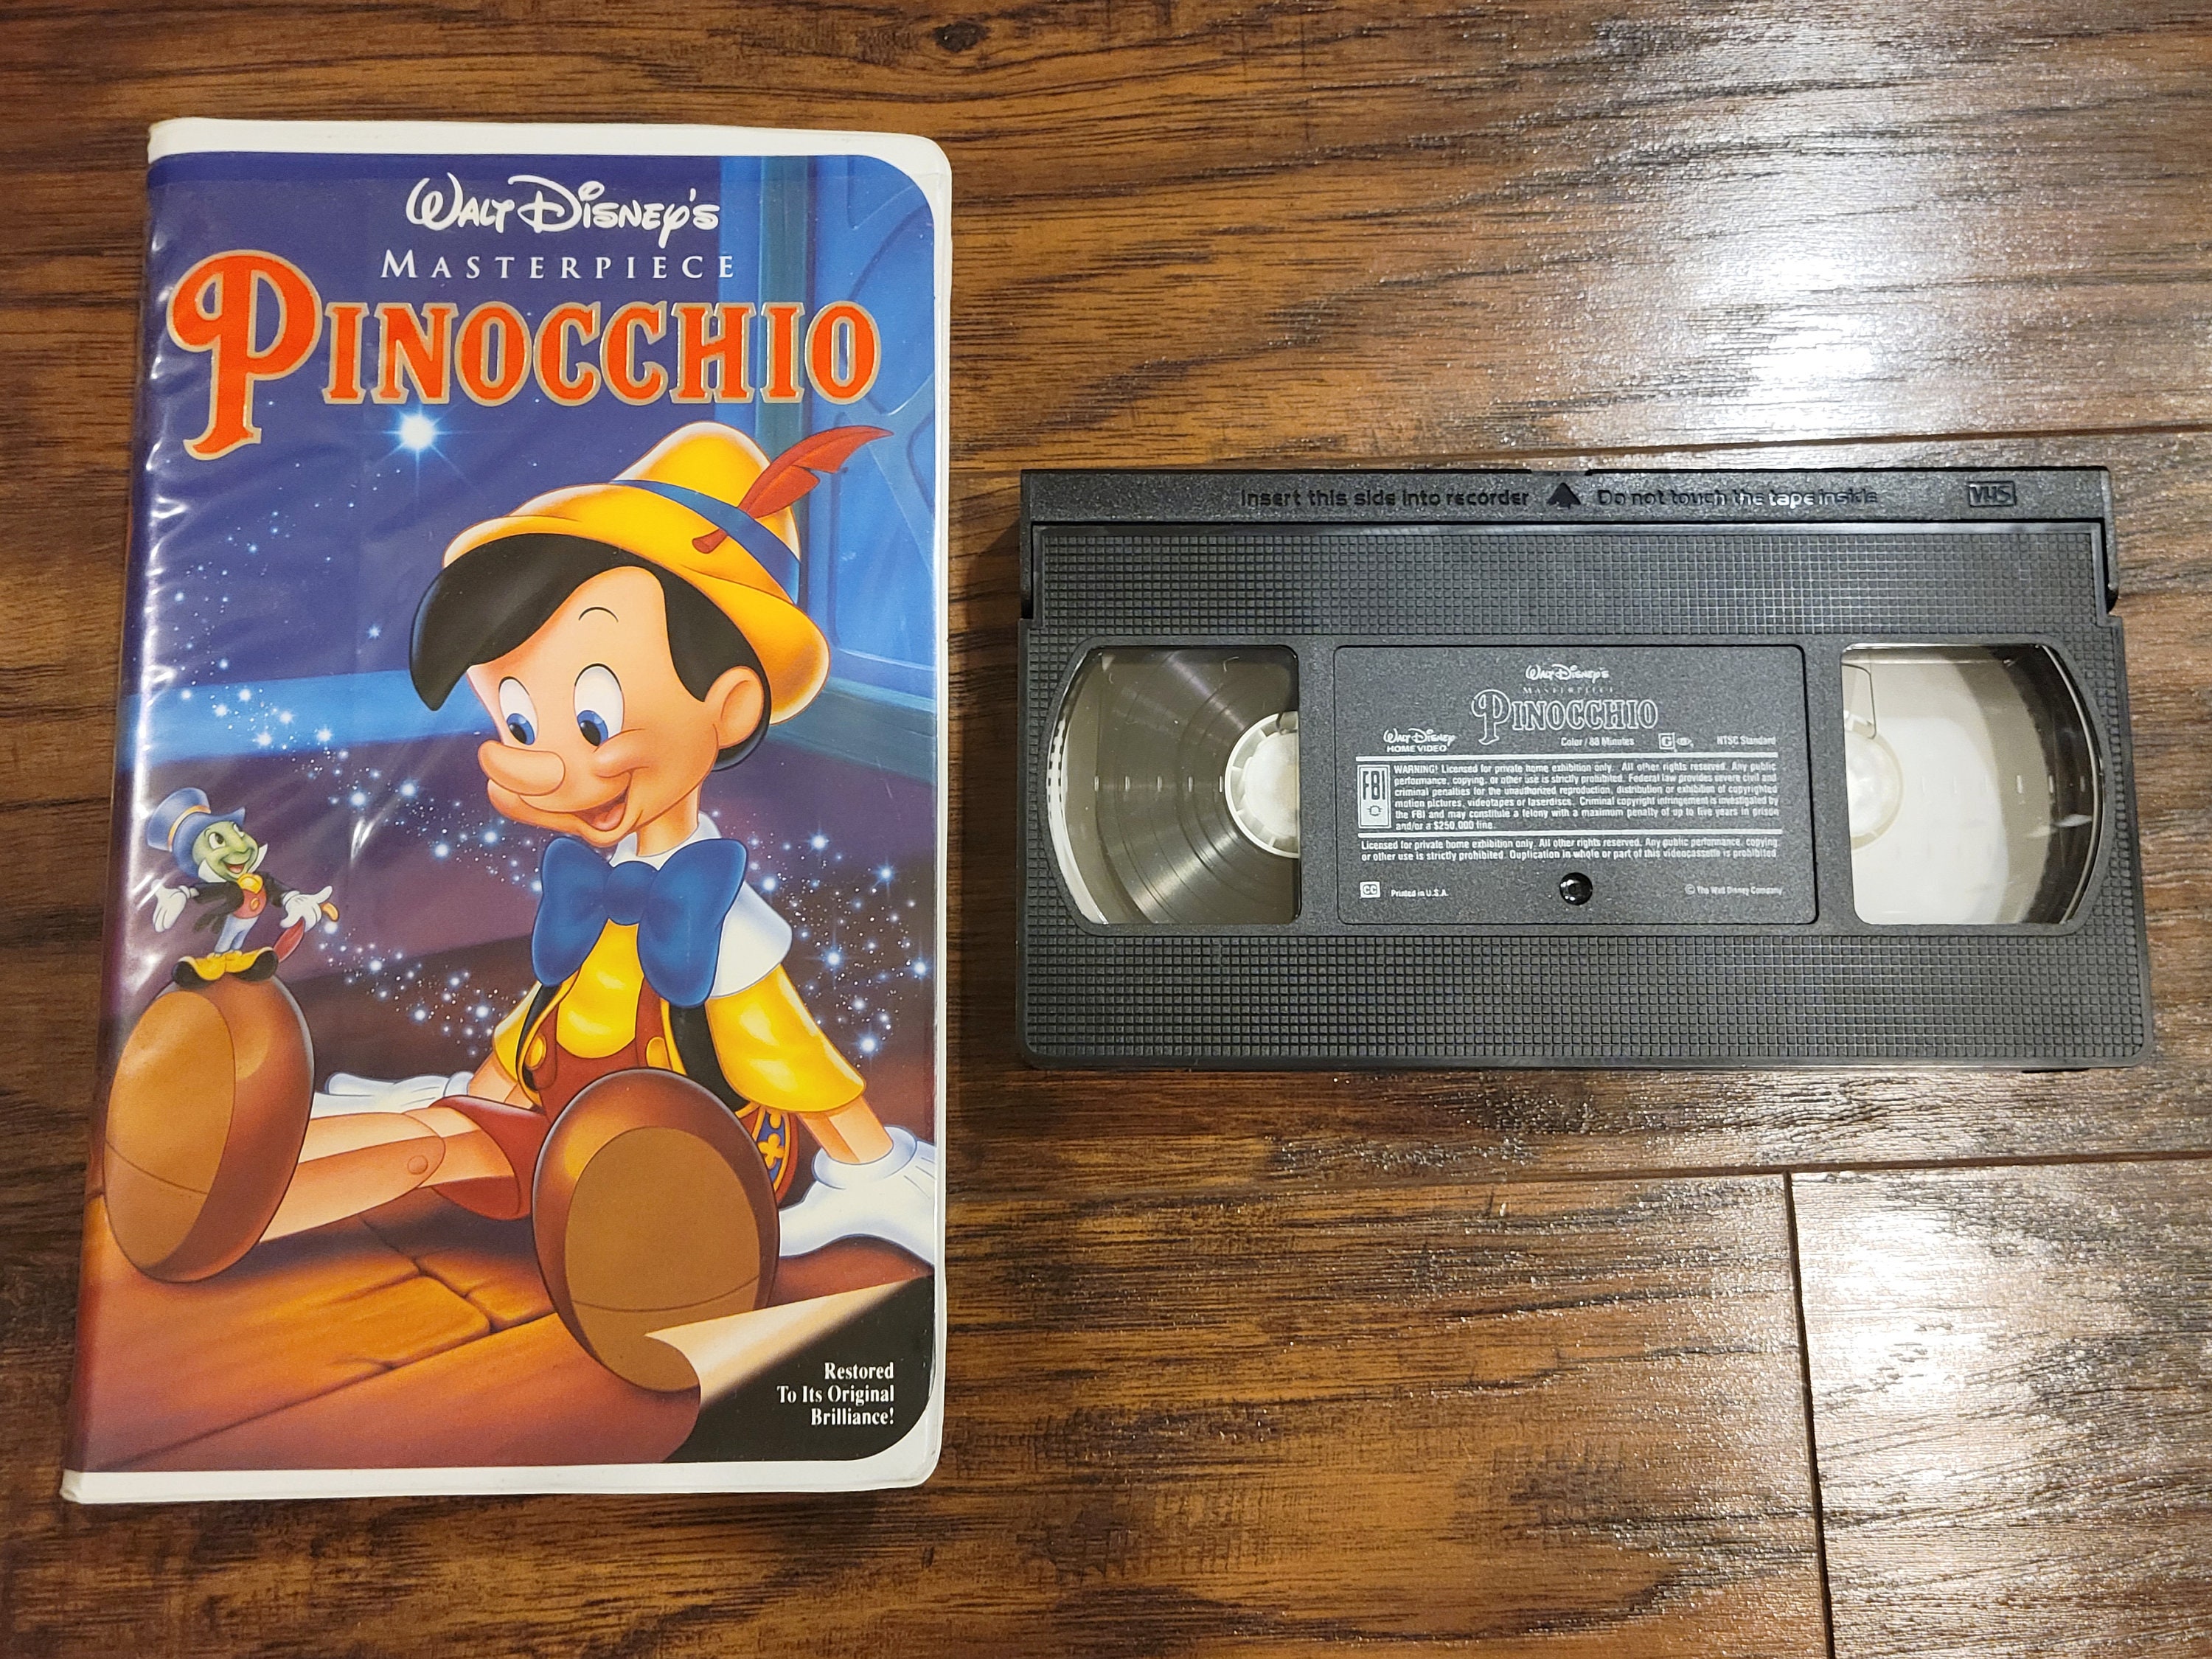 WALT DISNEY'S
MASTERPIECE
PINOCCHIO
Restored
To Its Original
Brilliance!
Insert this side into recorder Do not touch the tape inside VHS
WALT DISNEY'S
MASTERPIECE
PINOCCHIO
WALT DISNEY
HOME VIDEO
Color / 88 Minutes G NTSC Standard
FBI
WARNING! Licensed for private home exhibition only. All other rights reserved. Any public
performance, copying, or other use is strictly prohibited. Federal law provides severe civil and
criminal penalties for the unauthorized reproduction, distribution or exhibition of copyrighted
motion pictures, videotapes or laserdiscs. Criminal copyright infringement is investigated by
the FBI and may constitute a felony with a maximum penalty of up to five years in prison
and/or a $250,000 fine.
Licensed for private home exhibition only. All other rights reserved. Any public performance, copying
or other use is strictly prohibited. Duplication in whole or part of this videocassette is prohibited.
CC Printed in U.S.A. © The Walt Disney Company